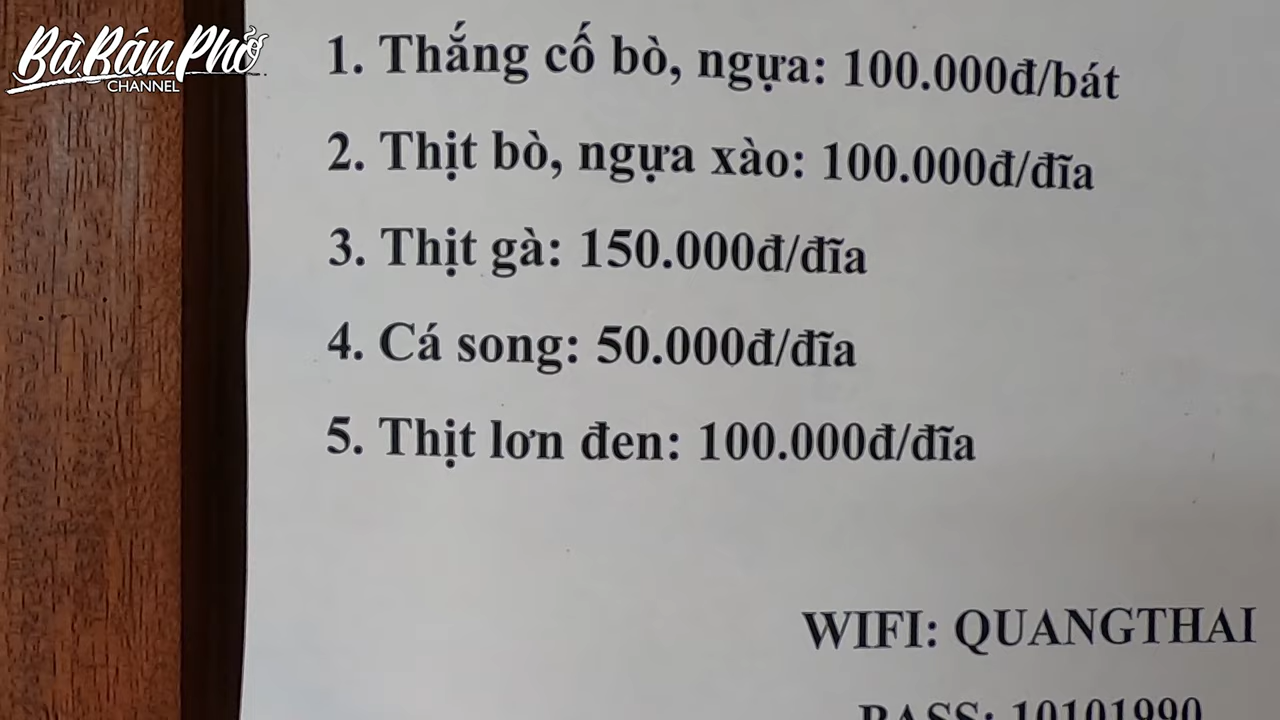 Bà Bán Phở
CHANNEL
1. Thắng cố bò, ngựa: 100.000đ/bát
2. Thịt bò, ngựa xào: 100.000đ/đĩa
3. Thịt gà: 150.000đ/đĩa
4. Cá song: 50.000đ/đĩa
5. Thịt lơn đen: 100.000đ/đĩa
WIFI: QUANGTHAI
PASS: 10101990